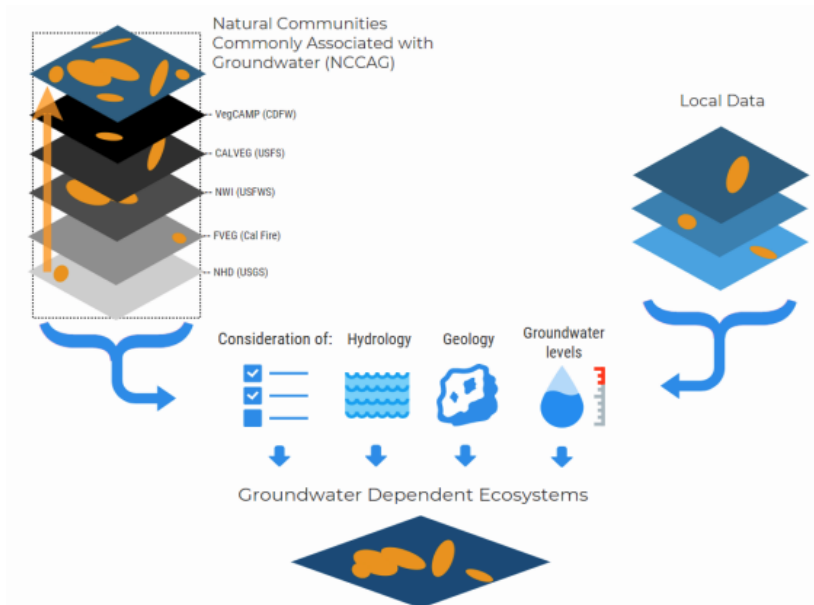 Natural Communities
Commonly Associated with
Groundwater (NCCAG)
VegCAMP (CDFW)
CALVEG (USFS)
NWI (USFWS)
FVEG (Cal Fire)
NHD (USGS)
Local Data
Consideration of:
Hydrology
Geology
Groundwater
levels
Groundwater Dependent Ecosystems